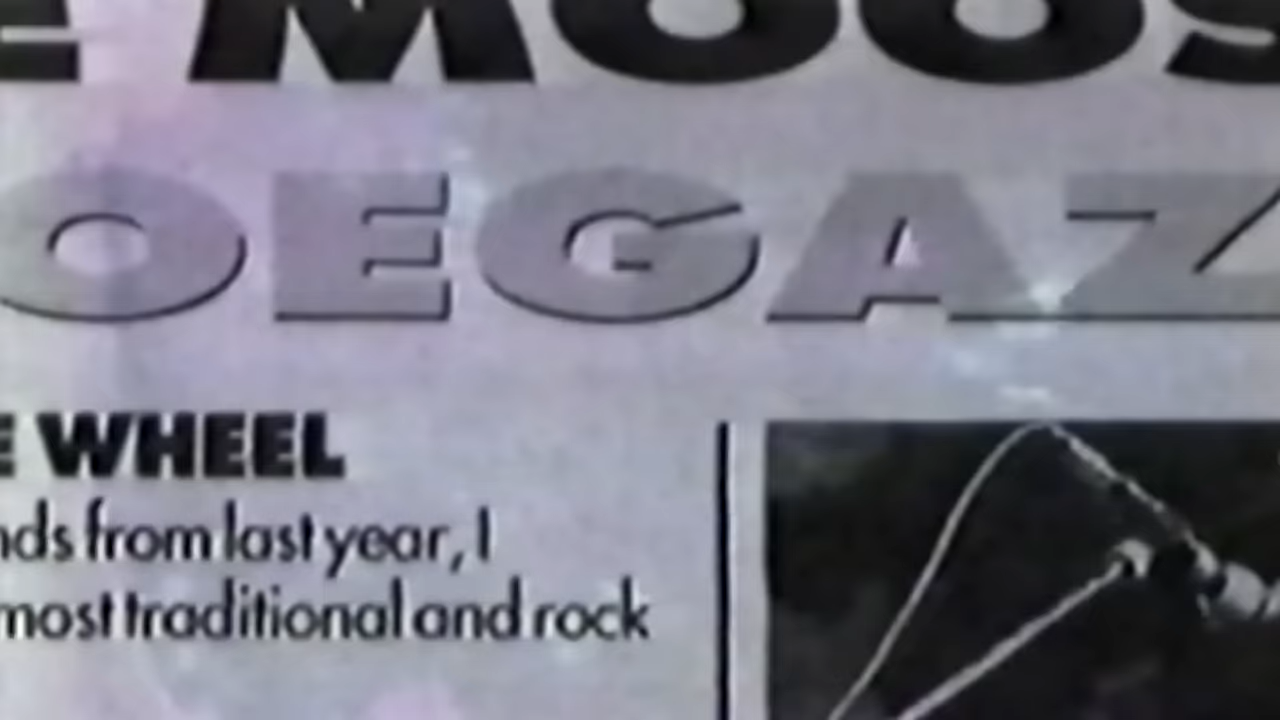 E MOOS
OEGAZ
E WHEEL
nds from last year, I
most traditional and rock